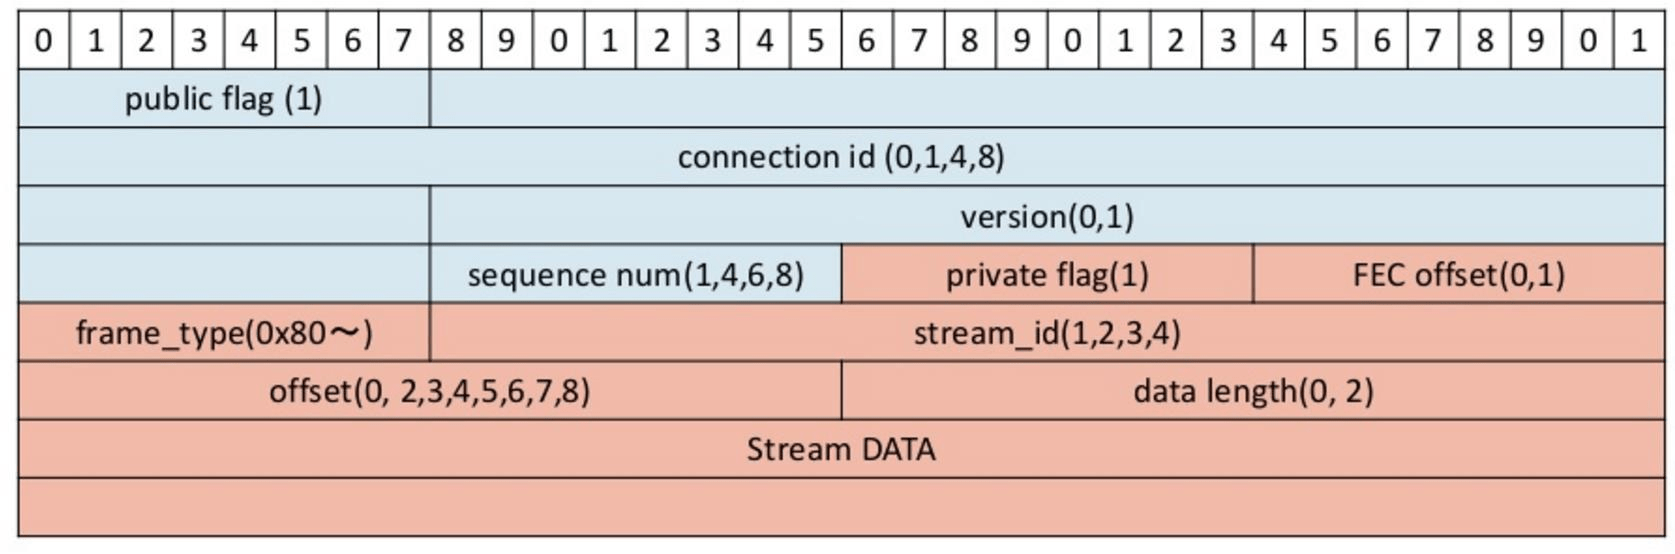 0 1 2 3 4 5 6 7 8 9 0 1 2 3 4 5 6 7 8 9 0 1 2 3 4 5 6 7 8 9 0 1
public flag (1)
connection id (0,1,4,8)
version(0,1)
sequence num(1,4,6,8) private flag(1) FEC offset(0,1)
frame_type(0x80〜) stream_id(1,2,3,4)
offset(0, 2,3,4,5,6,7,8) data length(0, 2)
Stream DATA